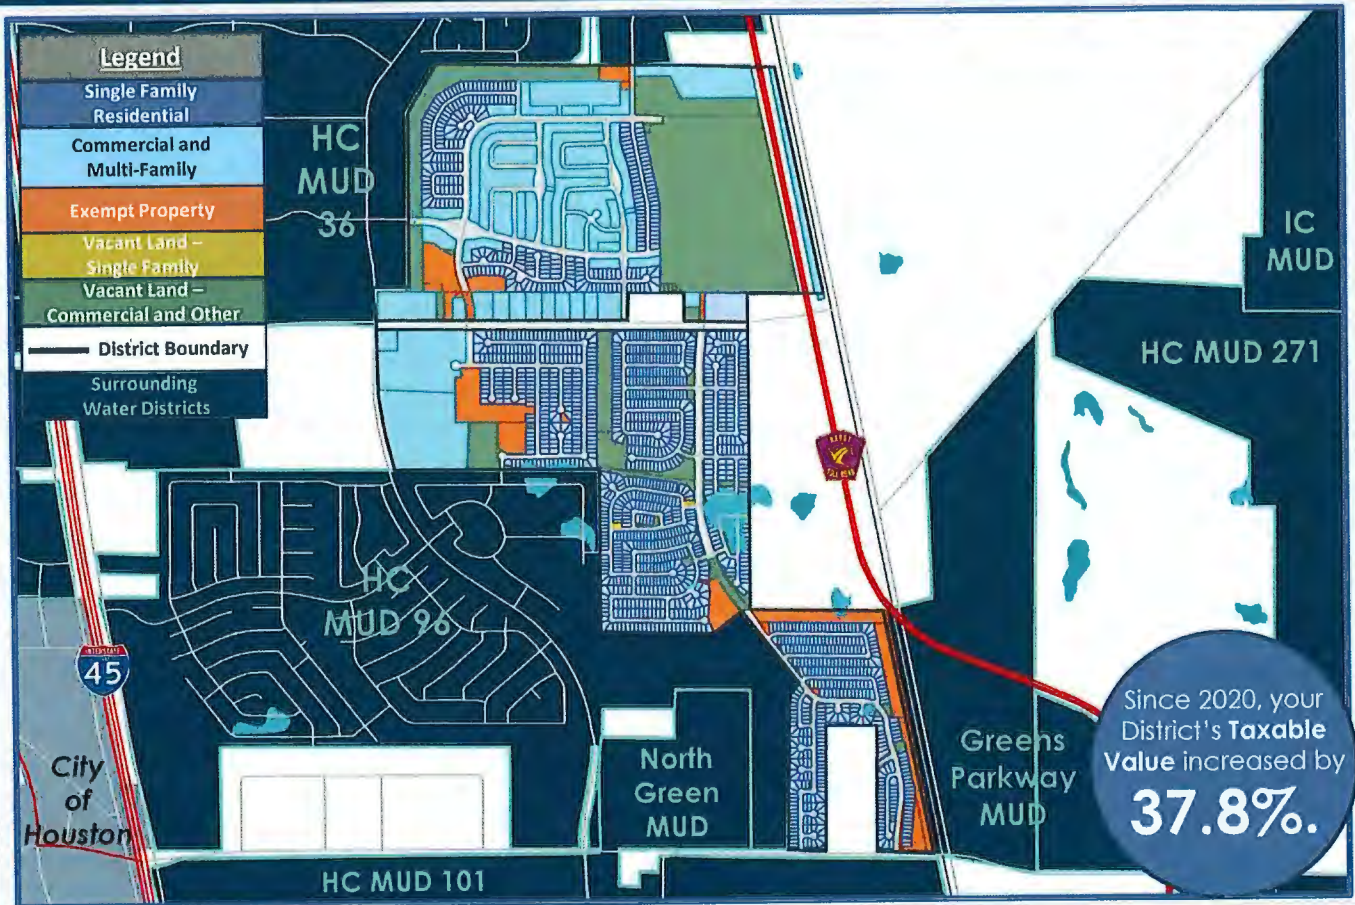 Legend
Single Family
Residential
Commercial and
Multi-Family
Exempt Property
Vacant Land –
Single Family
Vacant Land –
Commercial and Other
District Boundary
Surrounding
Water Districts
HC
MUD
36
IC
MUD
HC MUD 271
HC
MUD 96
INTERSTATE
45
City
of
Houston
North
Green
MUD
Greens
Parkway
MUD
HC MUD 101
Since 2020, your
District's Taxable
Value increased by
37.8%.